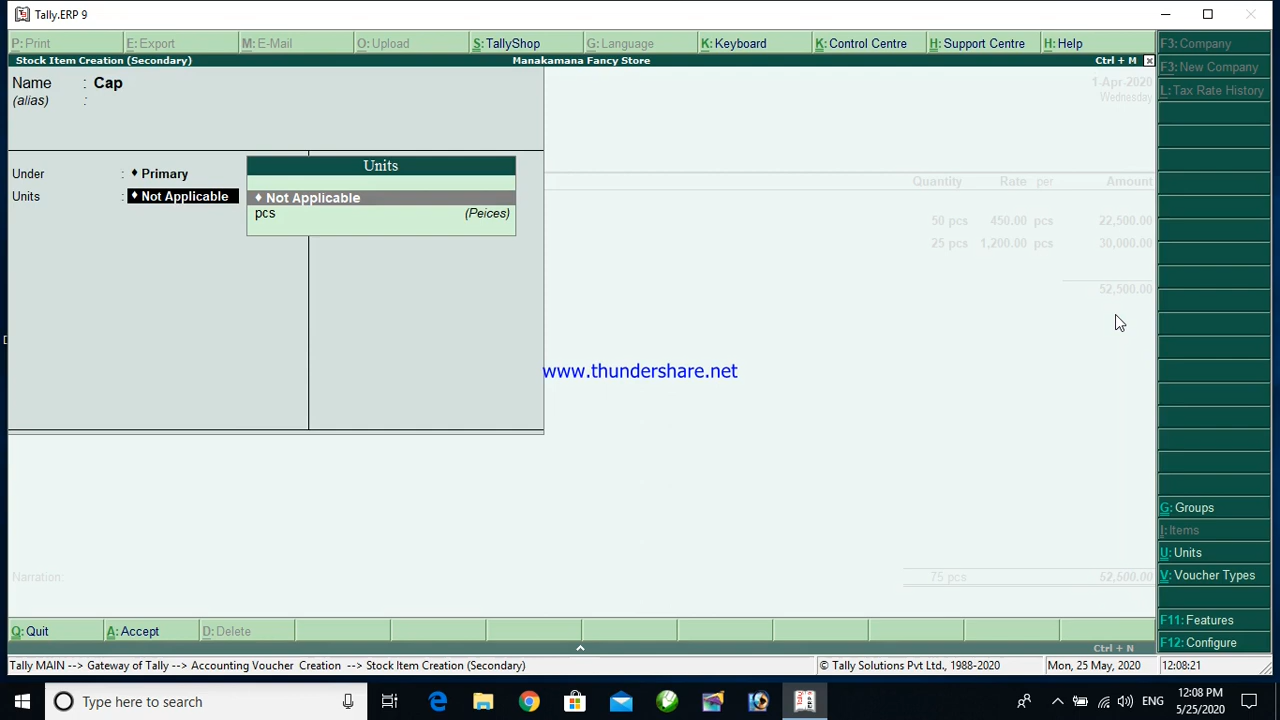 Tally.ERP 9
P: Print E: Export M: E-Mail O: Upload S: TallyShop G: Language K: Keyboard K: Control Centre H: Support Centre H: Help F3: Company
Stock Item Creation (Secondary) Manakamana Fancy Store Ctrl + M
F3: New Company
Name : Cap 1-Apr-2020
L: Tax Rate History
(alias) : Wednesday
Units
Under : ♦ Primary
Quantity Rate per Amount
Units : ♦ Not Applicable
♦ Not Applicable
pcs (Peices)
50 pcs 450.00 pcs 22,500.00
25 pcs 1,200.00 pcs 30,000.00
52,500.00
www.thundershare.net
G: Groups
I: Items
U: Units
Narration: 75 pcs 52,500.00
V: Voucher Types
F11: Features
Q: Quit A: Accept D: Delete
F12: Configure
Ctrl + N
Tally MAIN --> Gateway of Tally --> Accounting Voucher Creation --> Stock Item Creation (Secondary) © Tally Solutions Pvt Ltd., 1988-2020 Mon, 25 May, 2020 12:08:21
Type here to search ENG 12:08 PM
5/25/2020